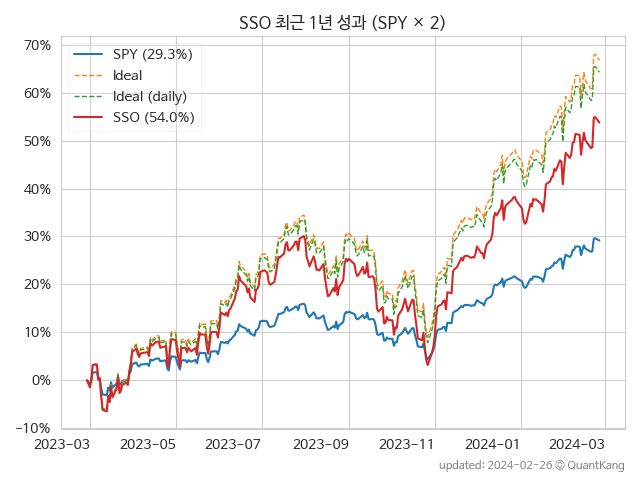 SSO 최근 1년 성과 (SPY × 2)
70%
60%
50%
40%
30%
20%
10%
0%
−10%
SPY (29.3%)
Ideal
Ideal (daily)
SSO (54.0%)
2023-03
2023-05
2023-07
2023-09
2023-11
2024-01
2024-03
updated: 2024-02-26 © QuantKang